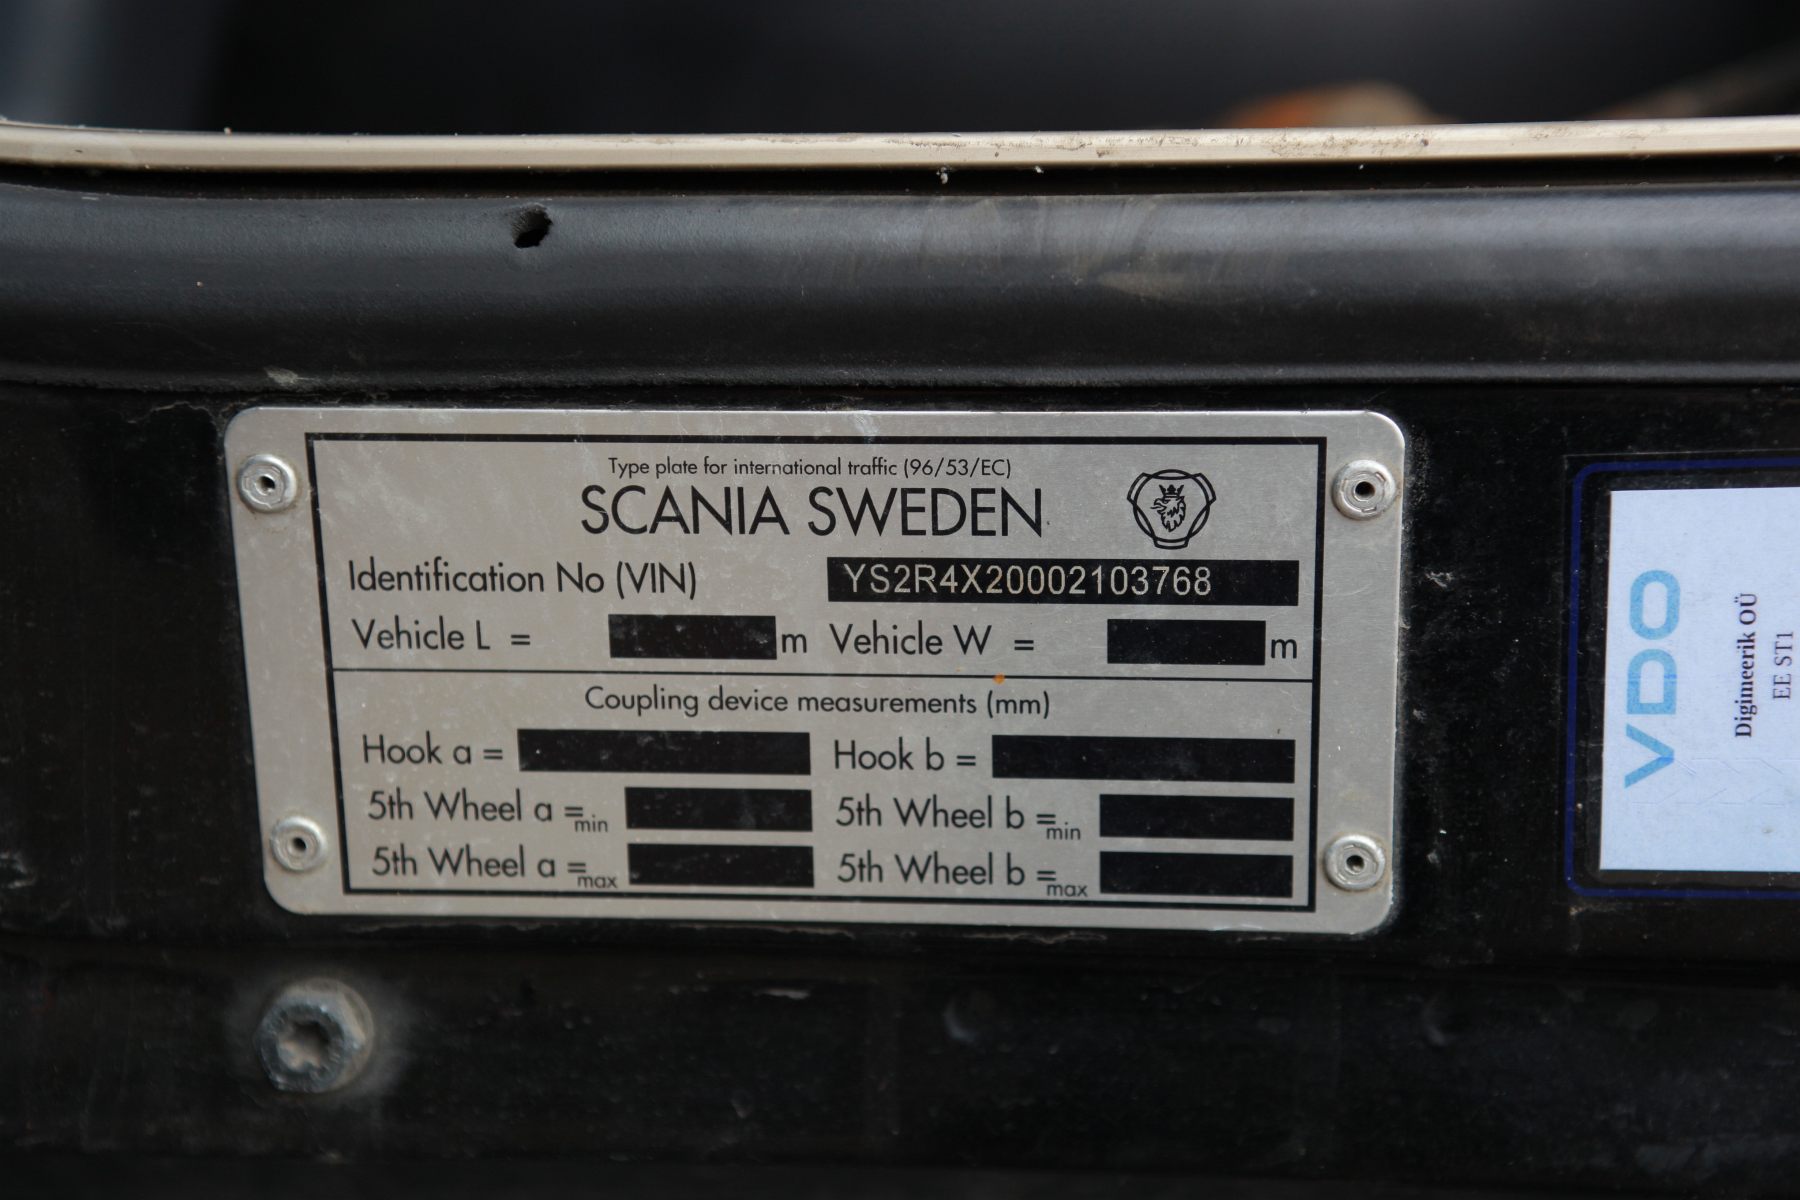 Type plate for international traffic (96/53/EC)
SCANIA SWEDEN
Identification No (VIN) YS2R4X20002103768
Vehicle L = m Vehicle W = m
Coupling device measurements (mm)
Hook a = Hook b =
5th Wheel a = min 5th Wheel b = min
5th Wheel a = max 5th Wheel b = max
VDO
Digimeerik OÜ
EE ST1